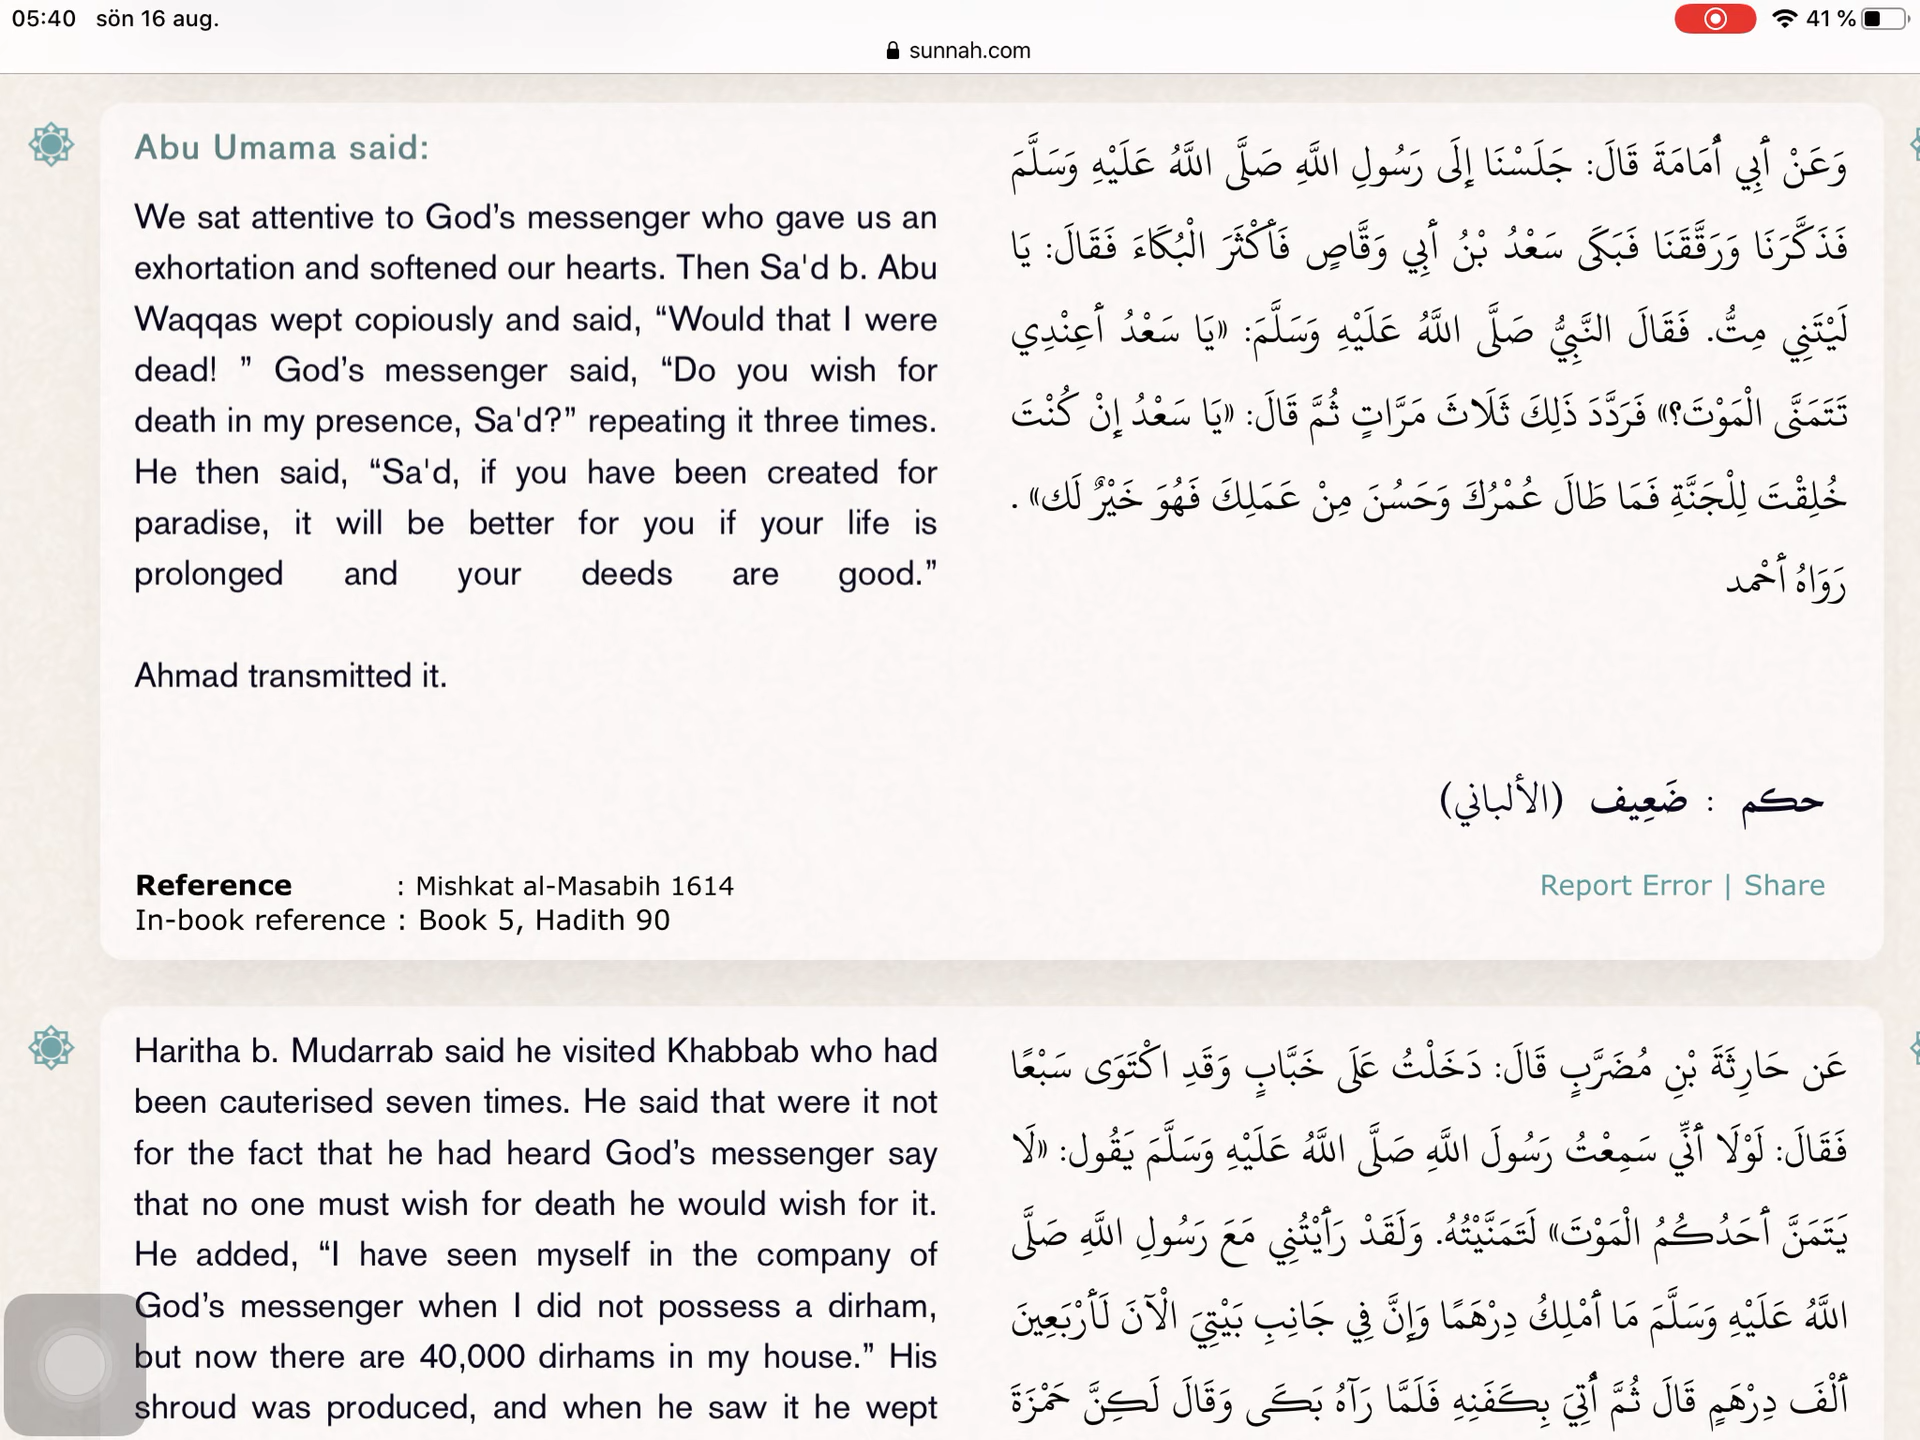 05:40 sön 16 aug.
41 %
sunnah.com
Abu Umama said:
We sat attentive to God’s messenger who gave us an
exhortation and softened our hearts. Then Sa'd b. Abu
Waqqas wept copiously and said, “Would that I were
dead! ” God’s messenger said, “Do you wish for
death in my presence, Sa'd?” repeating it three times.
He then said, “Sa'd, if you have been created for
paradise, it will be better for you if your life is
prolonged and your deeds are good.”
Ahmad transmitted it.
وَعَنْ أَبِي أُمَامَةَ قَالَ: جَلَسْنَا إِلَى رَسُولِ اللَّهِ صَلَّى اللَّهُ عَلَيْهِ وَسَلَّمَ
فَذَكَّرَنَا وَرَقَّقَنَا فَبَكَى سَعْدُ بْنُ أَبِي وَقَّاصٍ فَأَكْثَرَ الْبُكَاءَ فَقَالَ: يَا
لَيْتَنِي مِتُّ. فَقَالَ النَّبِيُّ صَلَّى اللَّهُ عَلَيْهِ وَسَلَّمَ: «يَا سَعْدُ أَعِنْدِي
تَتَمَنَّى الْمَوْتَ؟» فَرَدَّدَ ذَلِكَ ثَلَاثَ مَرَّاتٍ ثُمَّ قَالَ: «يَا سَعْدُ إِنْ كُنْتَ
خُلِقْتَ لِلْجَنَّةِ فَمَا طَالَ عُمْرُكَ وَحَسُنَ مِنْ عَمَلِكَ فَهُوَ خَيْرٌ لَك» .
رَوَاهُ أَحْمد
حكم : ضَعِيف (الألباني)
Reference : Mishkat al-Masabih 1614
In-book reference : Book 5, Hadith 90
Report Error | Share
Haritha b. Mudarrab said he visited Khabbab who had
been cauterised seven times. He said that were it not
for the fact that he had heard God’s messenger say
that no one must wish for death he would wish for it.
He added, “I have seen myself in the company of
God’s messenger when I did not possess a dirham,
but now there are 40,000 dirhams in my house.” His
shroud was produced, and when he saw it he wept
عَن حَارِثَةَ بْنِ مُضَرَّبٍ قَالَ: دَخَلْتُ عَلَى خَبَّابٍ وَقَدِ اكْتَوَى سَبْعًا
فَقَالَ: لَوْلَا أَنِّي سَمِعْتُ رَسُولَ اللَّهِ صَلَّى اللَّهُ عَلَيْهِ وَسَلَّمَ يَقُول: «لَا
يَتَمَنَّ أَحَدُكُمُ الْمَوْتَ» لَتَمَنَّيْتُهُ. وَلَقَدْ رَأَيْتُنِي مَعَ رَسُولِ اللَّهِ صَلَّى
اللَّهُ عَلَيْهِ وَسَلَّمَ مَا أَمْلِكُ دِرْهَمًا وَإِنَّ فِي جَانِبِ بَيْتِيَ الْآنَ لَأَرْبَعِينَ
أَلْفَ دِرْهَمٍ قَالَ ثُمَّ أُتِيَ بِكَفَنِهِ فَلَمَّا رَآهُ بَكَى وَقَالَ لَكِنَّ حَمْزَةَ